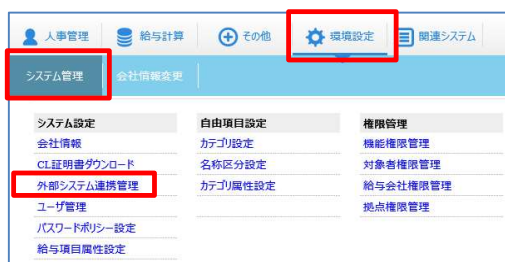 人事管理 給与計算 その他 環境設定 関連システム
システム管理 会社情報変更
システム設定 自由項目設定 権限管理
会社情報 カテゴリ設定 機能権限管理
CL証明書ダウンロード 名称区分設定 対象者権限管理
外部システム連携管理 カテゴリ属性設定 給与会社権限管理
ユーザ管理 拠点権限管理
パスワードポリシー設定
給与項目属性設定